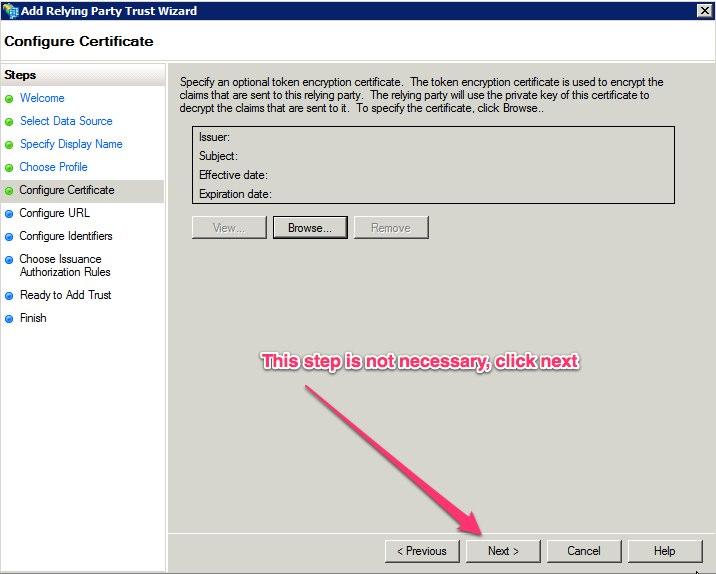 Add Relying Party Trust Wizard
Configure Certificate
Steps
Welcome
Select Data Source
Specify Display Name
Choose Profile
Configure Certificate
Configure URL
Configure Identifiers
Choose Issuance
Authorization Rules
Ready to Add Trust
Finish
Specify an optional token encryption certificate. The token encryption certificate is used to encrypt the
claims that are sent to this relying party. The relying party will use the private key of this certificate to
decrypt the claims that are sent to it. To specify the certificate, click Browse..
Issuer:
Subject:
Effective date:
Expiration date:
View... Browse... Remove
This step is not necessary, click next
< Previous Next > Cancel Help